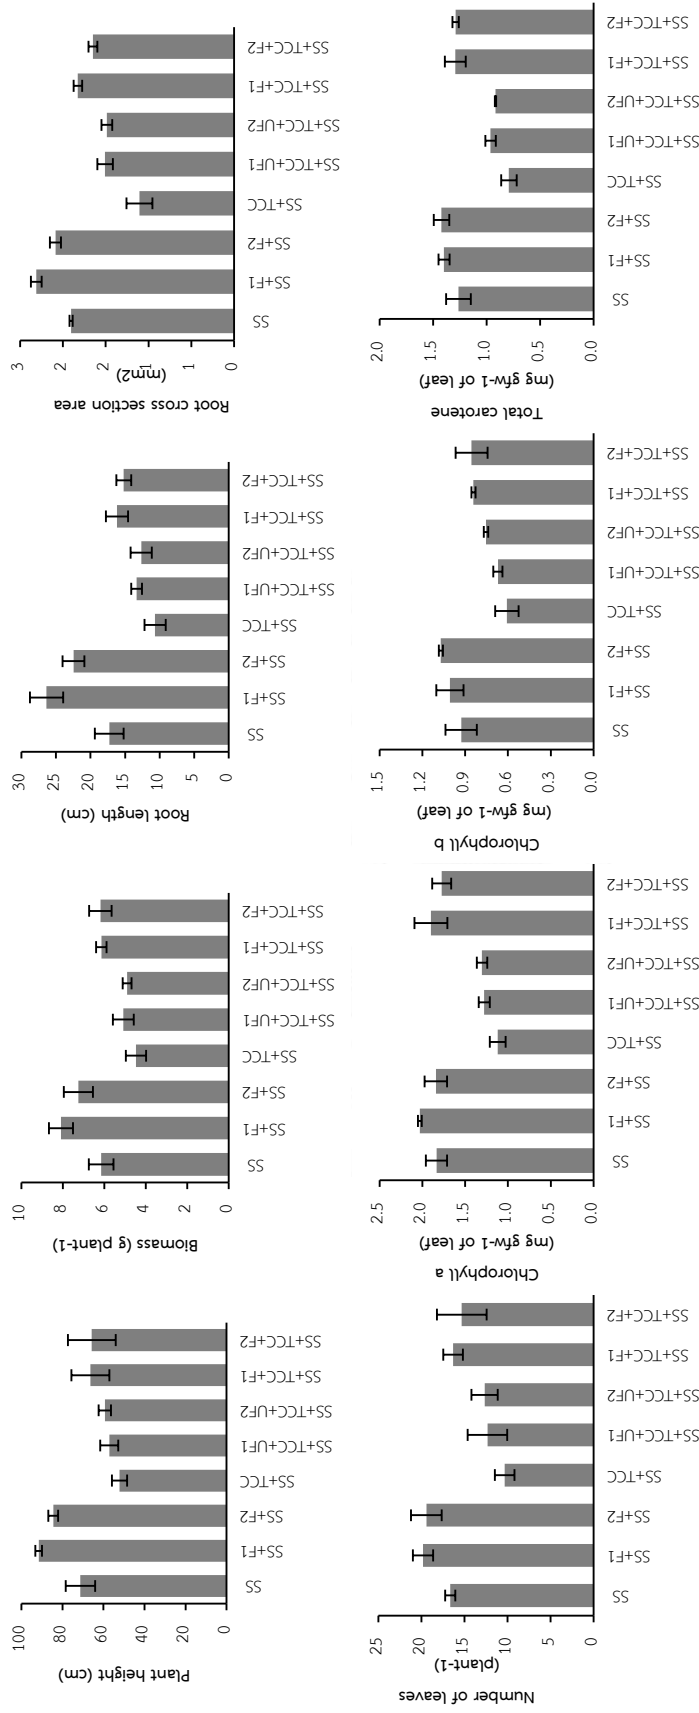 Number of leaves
(plant-1)
0 5 10 15 20 25
SS
SS+F1
SS+F2
SS+TCC
SS+TCC+UF1
SS+TCC+UF2
SS+TCC+F1
SS+TCC+F2
Chlorophyll a
(mg gfw-1 of leaf)
0.0 0.5 1.0 1.5 2.0 2.5
SS
SS+F1
SS+F2
SS+TCC
SS+TCC+UF1
SS+TCC+UF2
SS+TCC+F1
SS+TCC+F2
Chlorophyll b
(mg gfw-1 of leaf)
0.0 0.3 0.6 0.9 1.2 1.5
SS
SS+F1
SS+F2
SS+TCC
SS+TCC+UF1
SS+TCC+UF2
SS+TCC+F1
SS+TCC+F2
Total carotene
(mg gfw-1 of leaf)
0.0 0.5 1.0 1.5 2.0
SS
SS+F1
SS+F2
SS+TCC
SS+TCC+UF1
SS+TCC+UF2
SS+TCC+F1
SS+TCC+F2
Plant height (cm)
0 20 40 60 80 100
SS
SS+F1
SS+F2
SS+TCC
SS+TCC+UF1
SS+TCC+UF2
SS+TCC+F1
SS+TCC+F2
Biomass (g plant-1)
0 2 4 6 8 10
SS
SS+F1
SS+F2
SS+TCC
SS+TCC+UF1
SS+TCC+UF2
SS+TCC+F1
SS+TCC+F2
Root length (cm)
0 5 10 15 20 25 30
SS
SS+F1
SS+F2
SS+TCC
SS+TCC+UF1
SS+TCC+UF2
SS+TCC+F1
SS+TCC+F2
Root cross section area
(mm2)
0 1 1 2 2 3
SS
SS+F1
SS+F2
SS+TCC
SS+TCC+UF1
SS+TCC+UF2
SS+TCC+F1
SS+TCC+F2